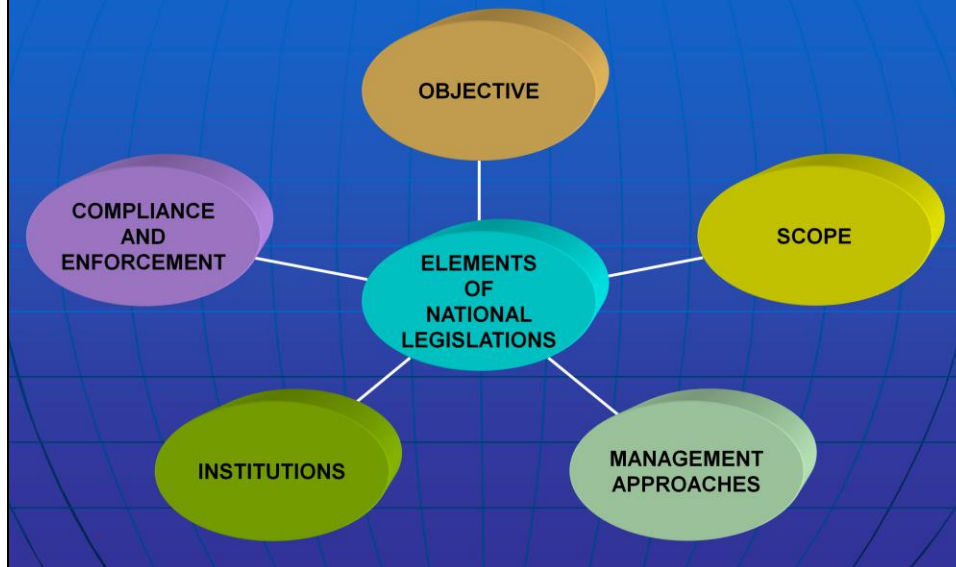 OBJECTIVE
COMPLIANCE
AND
ENFORCEMENT
SCOPE
ELEMENTS
OF
NATIONAL
LEGISLATIONS
INSTITUTIONS
MANAGEMENT
APPROACHES